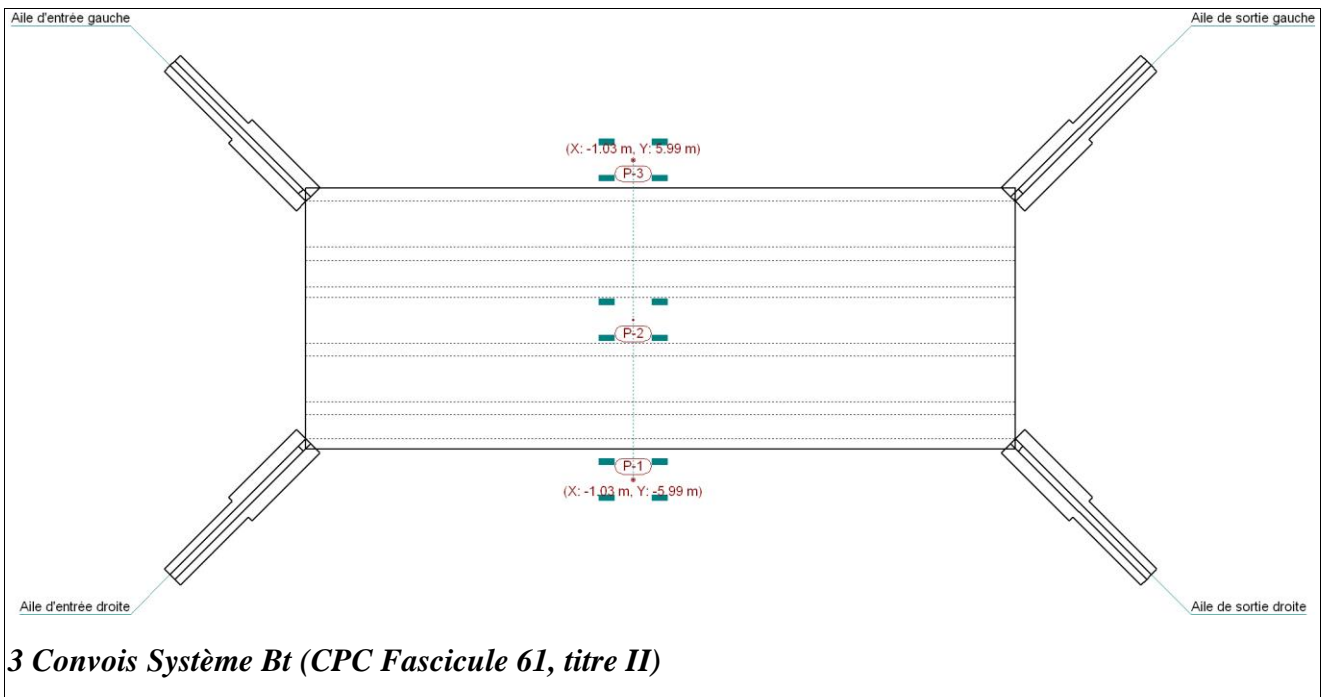 Aile d'entrée gauche
Aile de sortie gauche
(X: -1.03 m, Y: 5.99 m)
P-3
P-2
P-1
(X: -1.03 m, Y: -5.99 m)
Aile d'entrée droite
Aile de sortie droite
3 Convois Système Bt (CPC Fascicule 61, titre II)